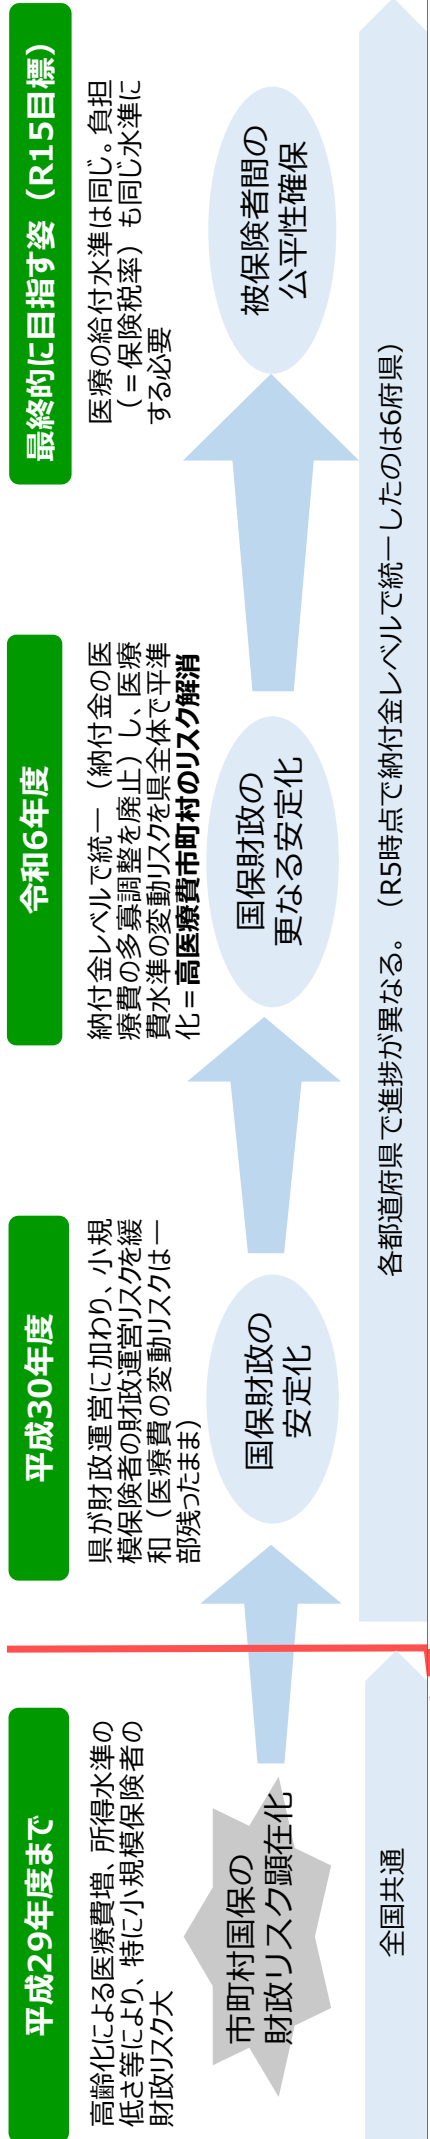 平成29年度まで
高齢化による医療費増、所得水準の
低さ等により、特に小規模保険者の
財政リスク大
市町村国保の
財政リスク顕在化
全国共通
平成30年度
県が財政運営に加わり、小規
模保険者の財政運営リスクを緩
和（医療費の変動リスクは一
部残ったまま）
国保財政の
安定化
令和6年度
納付金レベルで統一（納付金の医
療費の多寡調整を廃止）し、医療
費水準の変動リスクを県全体で平準
化＝高医療費市町村のリスク解消
国保財政の
更なる安定化
最終的に目指す姿（R15目標）
医療の給付水準は同じ。負担
（＝保険税率）も同じ水準に
する必要
被保険者間の
公平性確保
各都道府県で進捗が異なる。（R5時点で納付金レベルで統一したのは6府県）